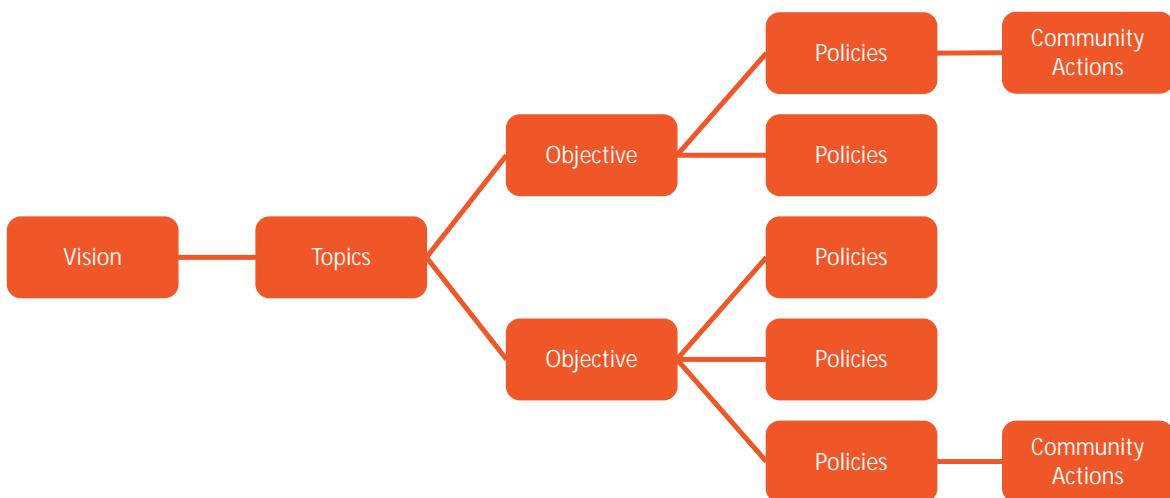 Vision
Topics
Objective
Objective
Policies
Policies
Policies
Policies
Policies
Community
Actions
Community
Actions